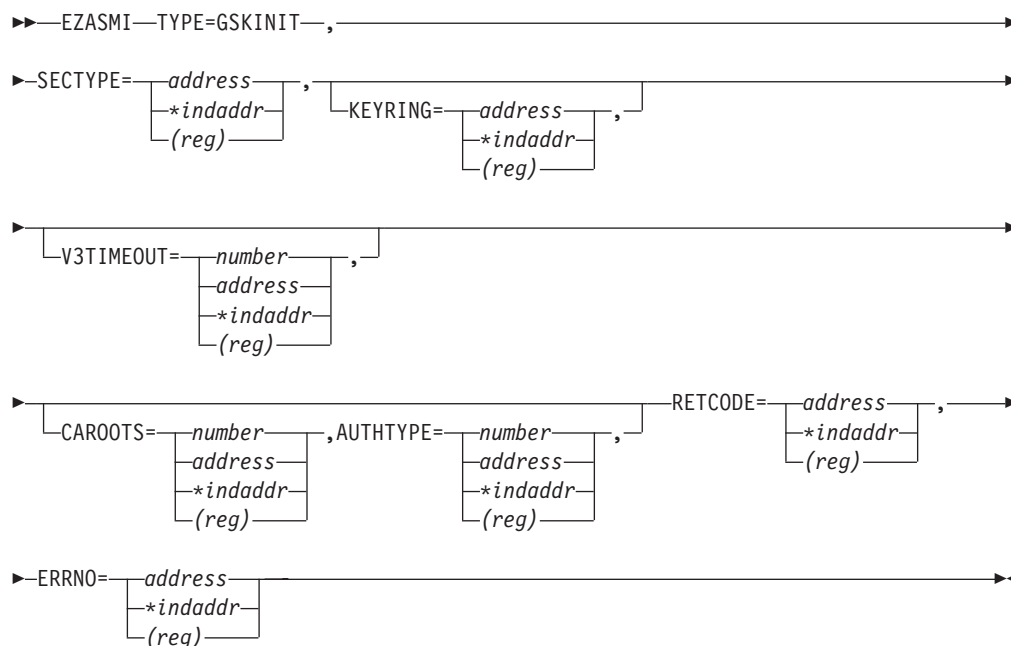 EZASMI TYPE=GSKINIT ,
SECTYPE= address ,
*indaddr
(reg)
KEYRING= address ,
*indaddr
(reg)
V3TIMEOUT= number ,
address
*indaddr
(reg)
CAROOTS= number ,AUTHTYPE= number ,
address address
*indaddr *indaddr
(reg) (reg)
RETCODE= address ,
*indaddr
(reg)
ERRNO= address
*indaddr
(reg)